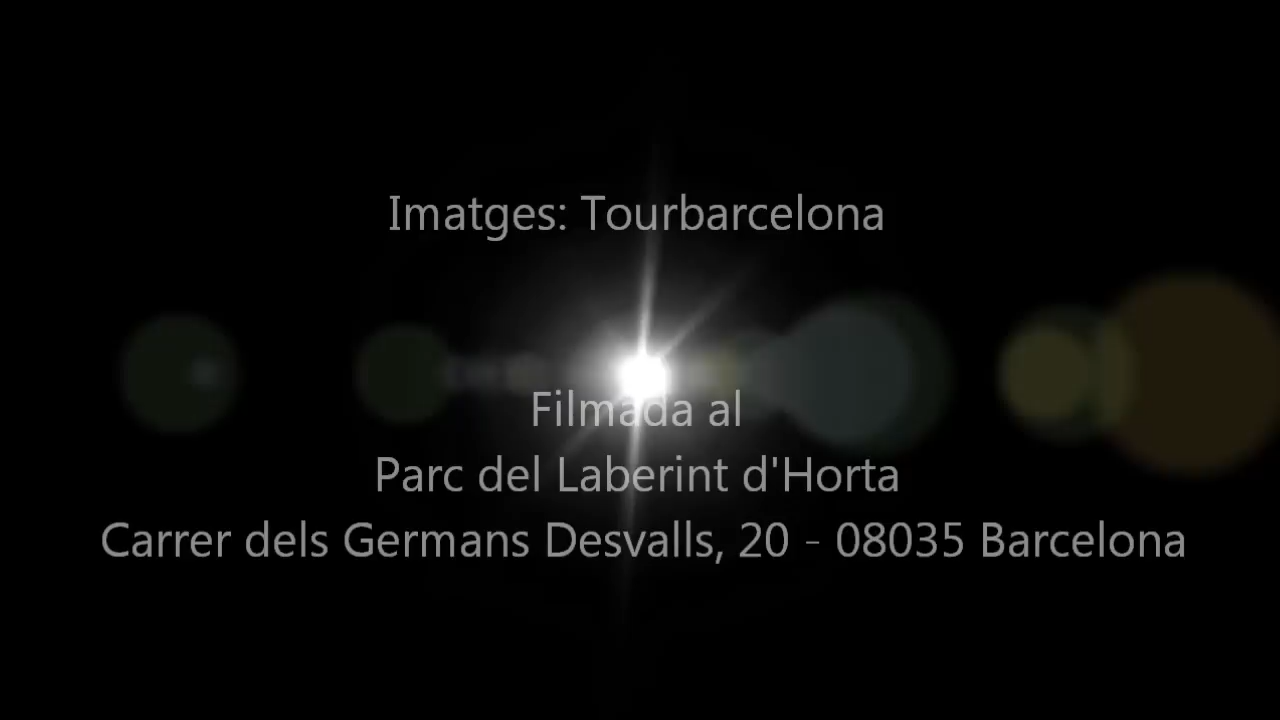 Imatges: Tourbarcelona
Filmada al
Parc del Laberint d'Horta
Carrer dels Germans Desvalls, 20 - 08035 Barcelona